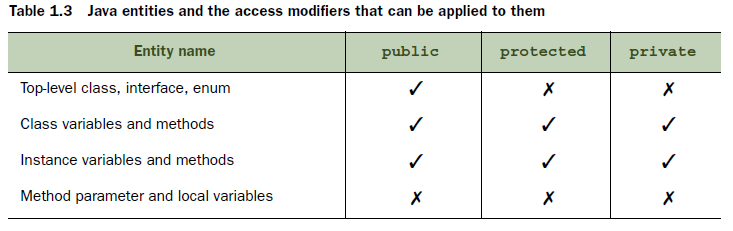 Table 1.3 Java entities and the access modifiers that can be applied to them
Entity name public protected private
Top-level class, interface, enum ✓ ✗ ✗
Class variables and methods ✓ ✓ ✓
Instance variables and methods ✓ ✓ ✓
Method parameter and local variables ✗ ✗ ✗